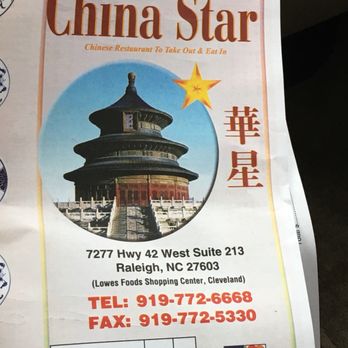 China Star
Chinese Restaurant To Take Out & Eat In
華
星
7277 Hwy 42 West Suite 213
Raleigh, NC 27603
(Lowes Foods Shopping Center, Cleveland)
TEL: 919-772-6668
FAX: 919-772-5330